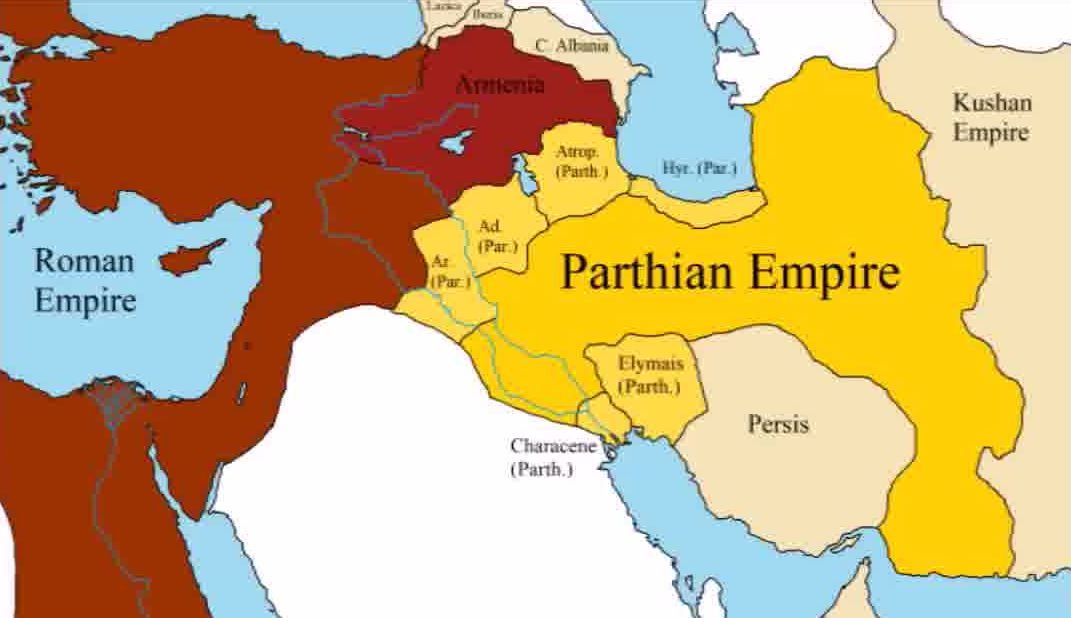 Lazica
Iberia
C. Albania
Armenia
Kushan
Empire
Atrop.
(Parth.)
Hyr. (Par.)
Ad.
(Par.)
Roman
Empire
Ar.
(Par.)
Parthian Empire
Elymais
(Parth.)
Persis
Characene
(Parth.)